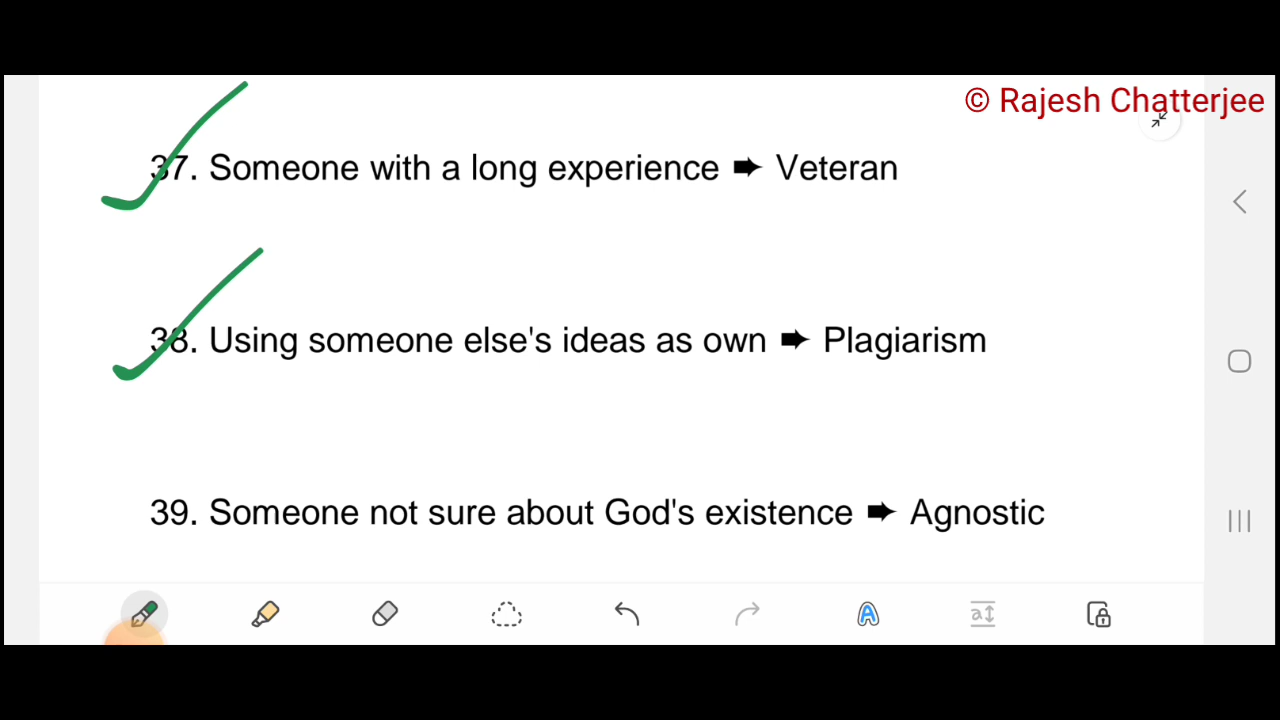 © Rajesh Chatterjee
37. Someone with a long experience ➨ Veteran
38. Using someone else's ideas as own ➨ Plagiarism
39. Someone not sure about God's existence ➨ Agnostic